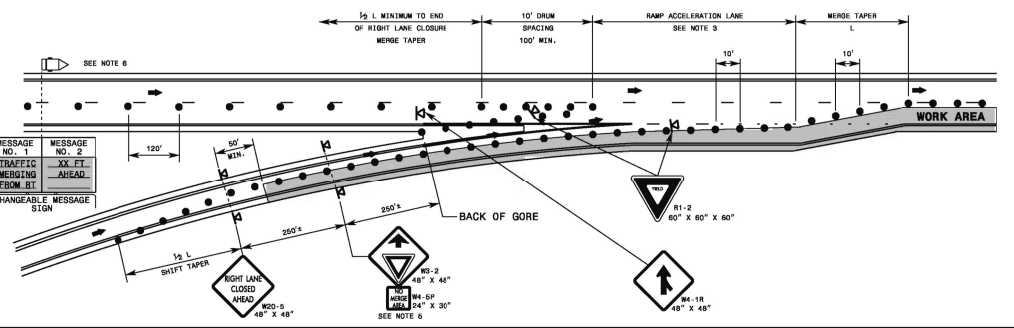 ½ L MINIMUM TO END
OF RIGHT LANE CLOSURE
MERGE TAPER
10' DRUM
SPACING
100' MIN.
RAMP ACCELERATION LANE
SEE NOTE 3
MERGE TAPER
L
10'
10'
SEE NOTE 6
120'
50'
MIN.
WORK AREA
MESSAGE
NO. 1
MESSAGE
NO. 2
TRAFFIC
XX FT
MERGING
AHEAD
FROM RT
CHANGEABLE MESSAGE
SIGN
250'±
250'±
BACK OF GORE
½ L
SHIFT TAPER
RIGHT LANE
CLOSED
AHEAD
W20-5
48" X 48"
W3-2
48" X 48"
NO
MERGE
AREA
W4-5P
24" X 30"
SEE NOTE 5
YIELD
R1-2
60" X 60" X 60"
W4-1R
48" X 48"